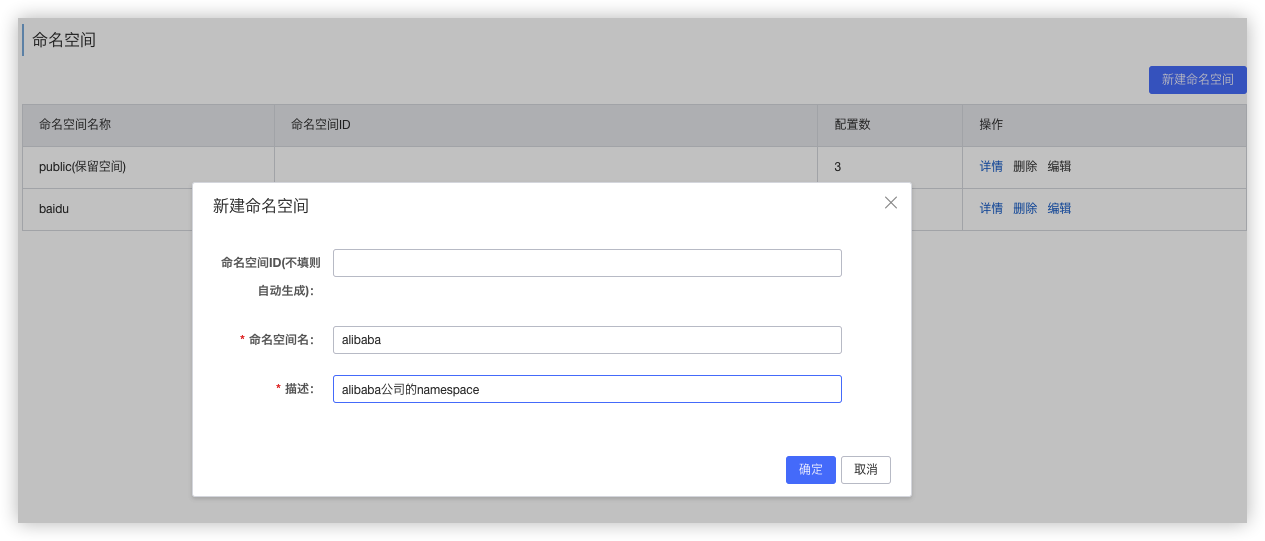 命名空间
新建命名空间
命名空间名称 命名空间ID 配置数 操作
public(保留空间) 3 详情 删除 编辑
baidu 详情 删除 编辑
新建命名空间
命名空间ID(不填则
自动生成):
* 命名空间名: alibaba
* 描述: alibaba公司的namespace
确定 取消